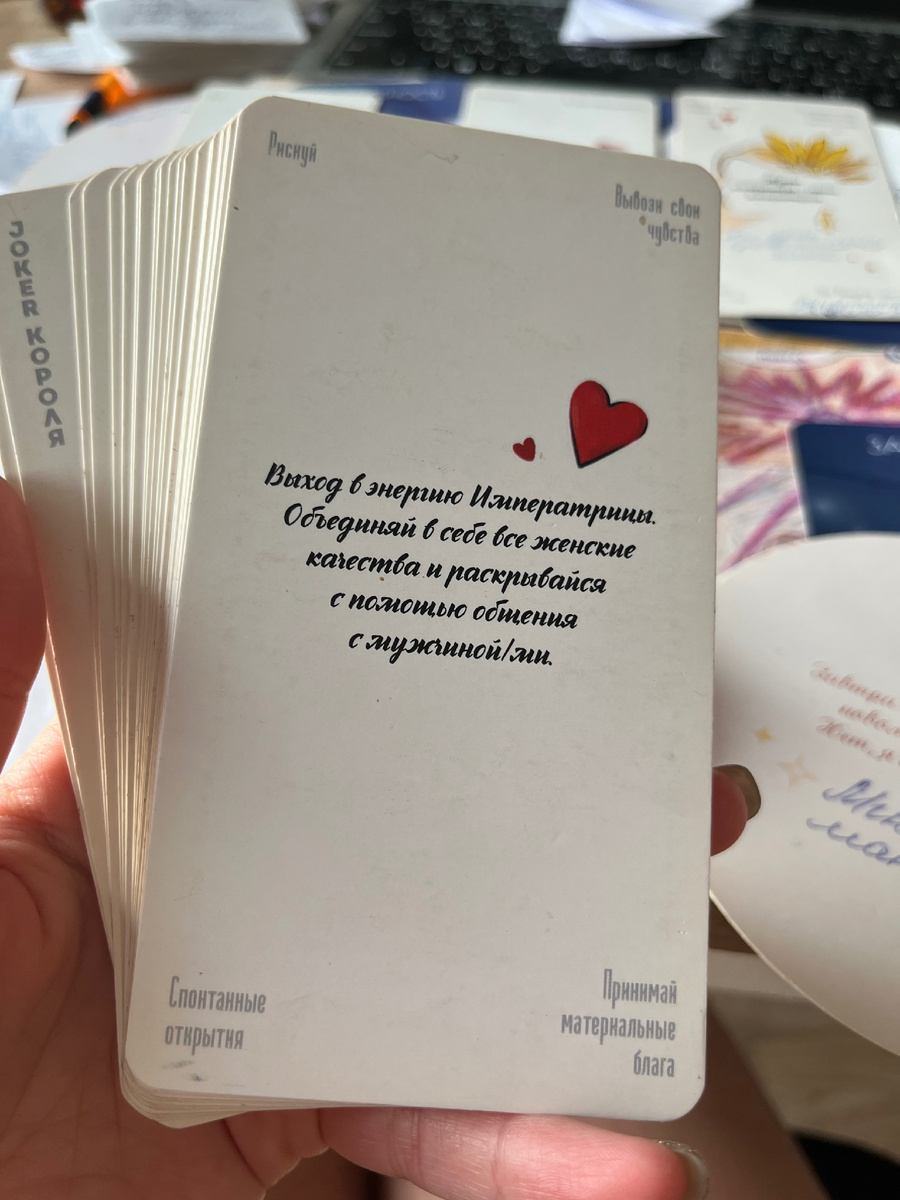 JOKER КОРОЛЯ
Рискуй
Вывози свои
чувства
Выход в энергию Императрицы.
Объединяй в себе все женские
качества и раскрывайся
с помощью общения
с мужчиной/ми.
Спонтанные
открытия
Принимай
материальные
блага